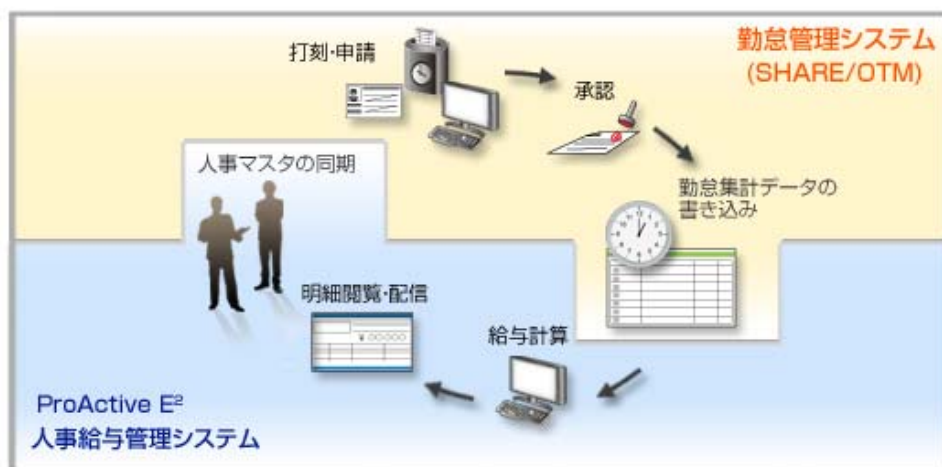 勤怠管理システム
(SHARE/OTM)
打刻・申請
承認
人事マスタの同期
勤怠集計データの
書き込み
明細閲覧・配信
¥○○○○○
給与計算
ProActive E²
人事給与管理システム